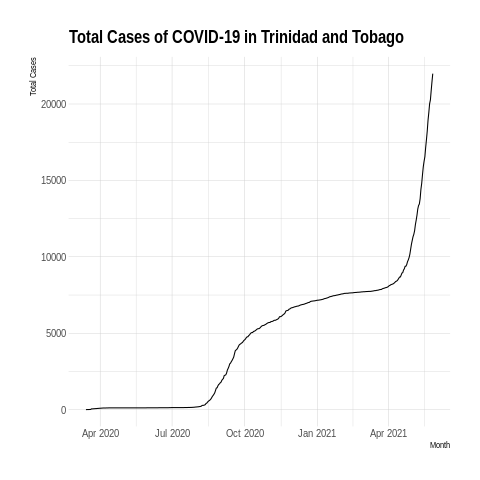 Total Cases of COVID-19 in Trinidad and Tobago
Total Cases
20000
15000
10000
5000
0
Apr 2020 Jul 2020 Oct 2020 Jan 2021 Apr 2021
Month